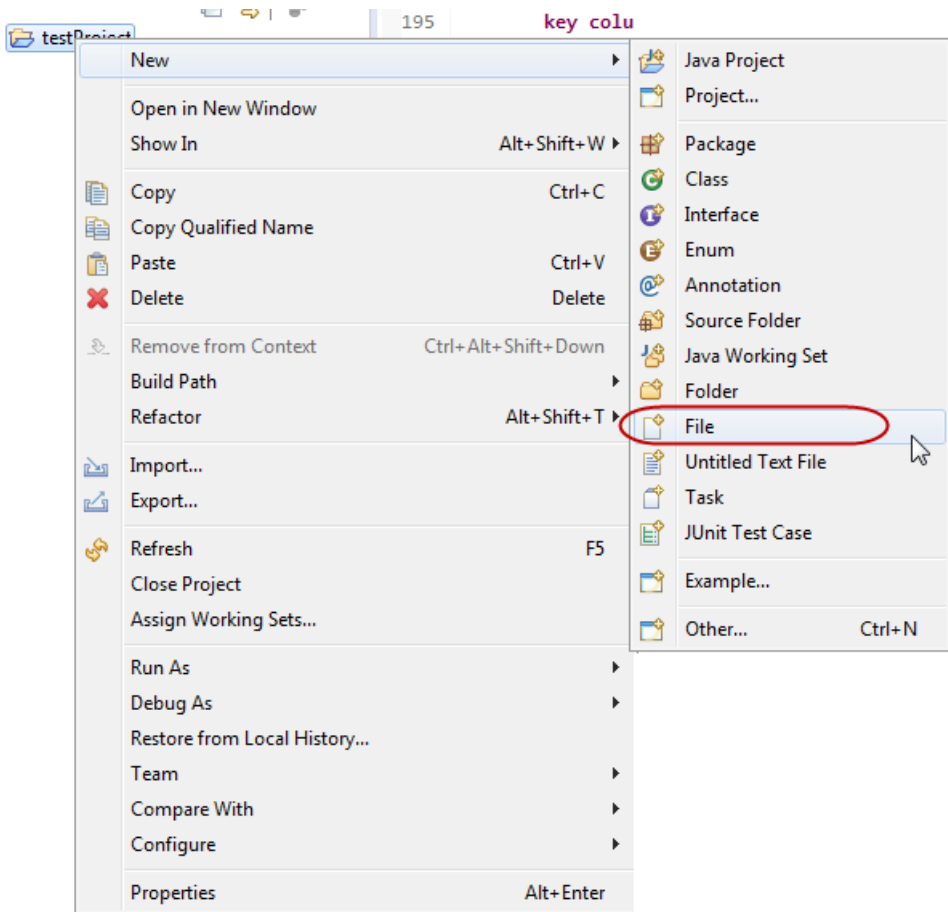 195 key colu
testProject
New
Open in New Window
Show In Alt+Shift+W
Copy Ctrl+C
Copy Qualified Name
Paste Ctrl+V
Delete Delete
Remove from Context Ctrl+Alt+Shift+Down
Build Path
Refactor Alt+Shift+T
Import...
Export...
Refresh F5
Close Project
Assign Working Sets...
Run As
Debug As
Restore from Local History...
Team
Compare With
Configure
Properties Alt+Enter
Java Project
Project...
Package
Class
Interface
Enum
Annotation
Source Folder
Java Working Set
Folder
File
Untitled Text File
Task
JUnit Test Case
Example...
Other... Ctrl+N